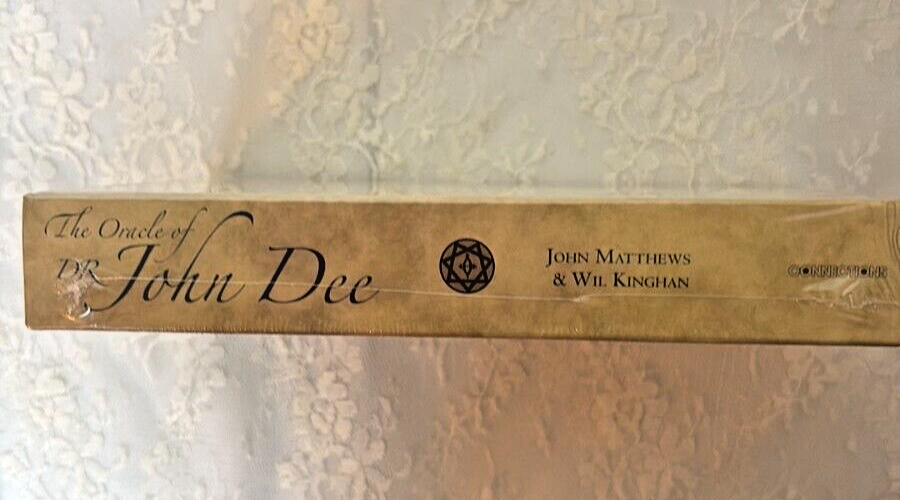 The Oracle of
DR John Dee
John Matthews
& Wil Kinghan
CONNECTIONS